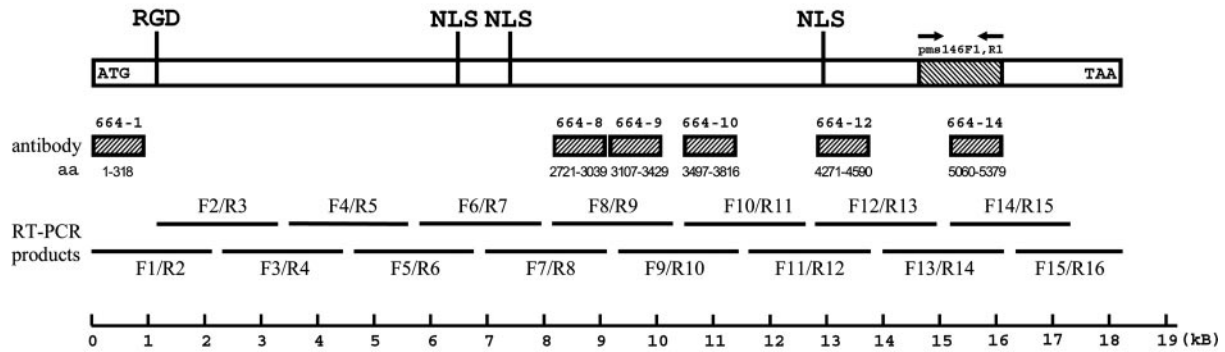 RGD NLS NLS NLS
pms146F1,R1
ATG TAA
664-1 664-8 664-9 664-10 664-12 664-14
antibody
aa 1-318 2721-3039 3107-3429 3497-3816 4271-4590 5060-5379
F2/R3 F4/R5 F6/R7 F8/R9 F10/R11 F12/R13 F14/R15
RT-PCR
products
F1/R2 F3/R4 F5/R6 F7/R8 F9/R10 F11/R12 F13/R14 F15/R16
0 1 2 3 4 5 6 7 8 9 10 11 12 13 14 15 16 17 18 19 (kB)